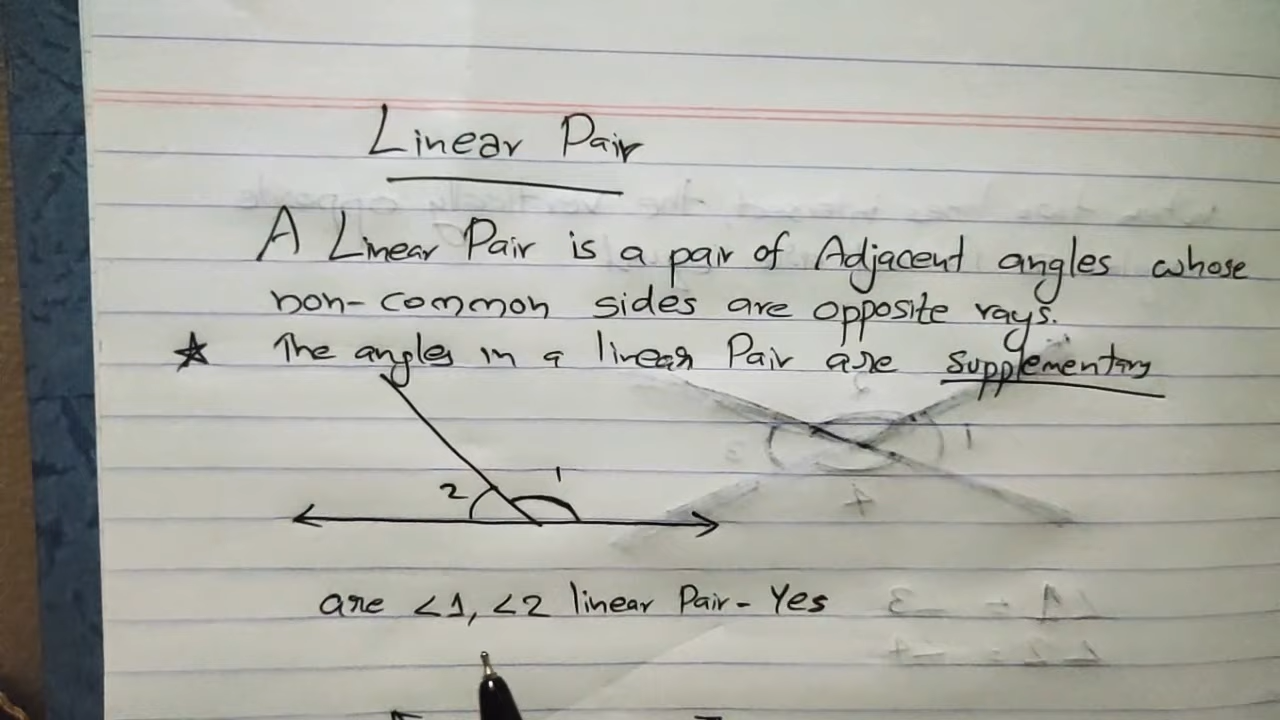 Linear Pair
A Linear Pair is a pair of Adjacent angles whose
non-common sides are opposite rays.
★ The angles in a linear Pair are supplementary
1
2
are ∠1, ∠2 linear Pair - Yes